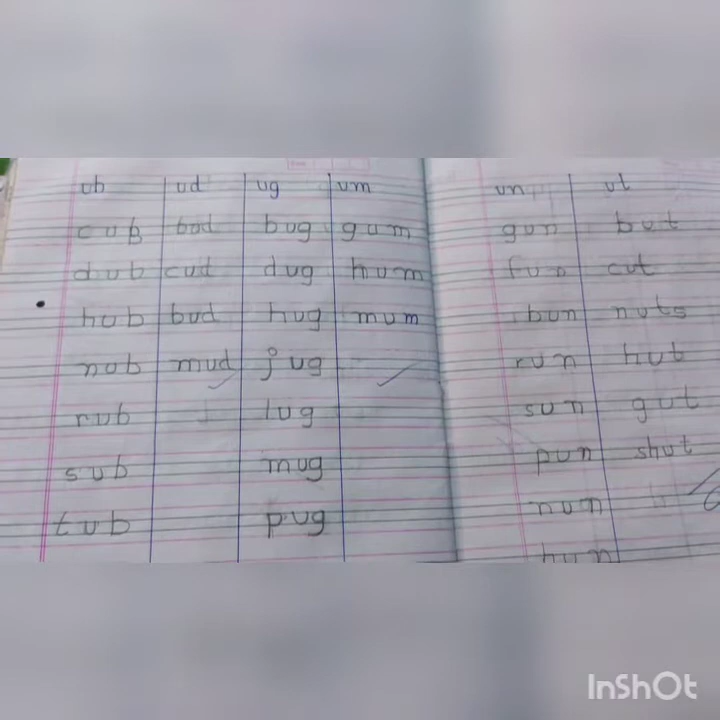 ub ud ug um
cub bad bug gum
dub cud dug hum
hub bud hug mum
nub mud jug
rub lug
sub mug
tub pug
un ut
gun but
fun cut
bun nuts
run hut
sun gut
pun shut
nun
InShOt